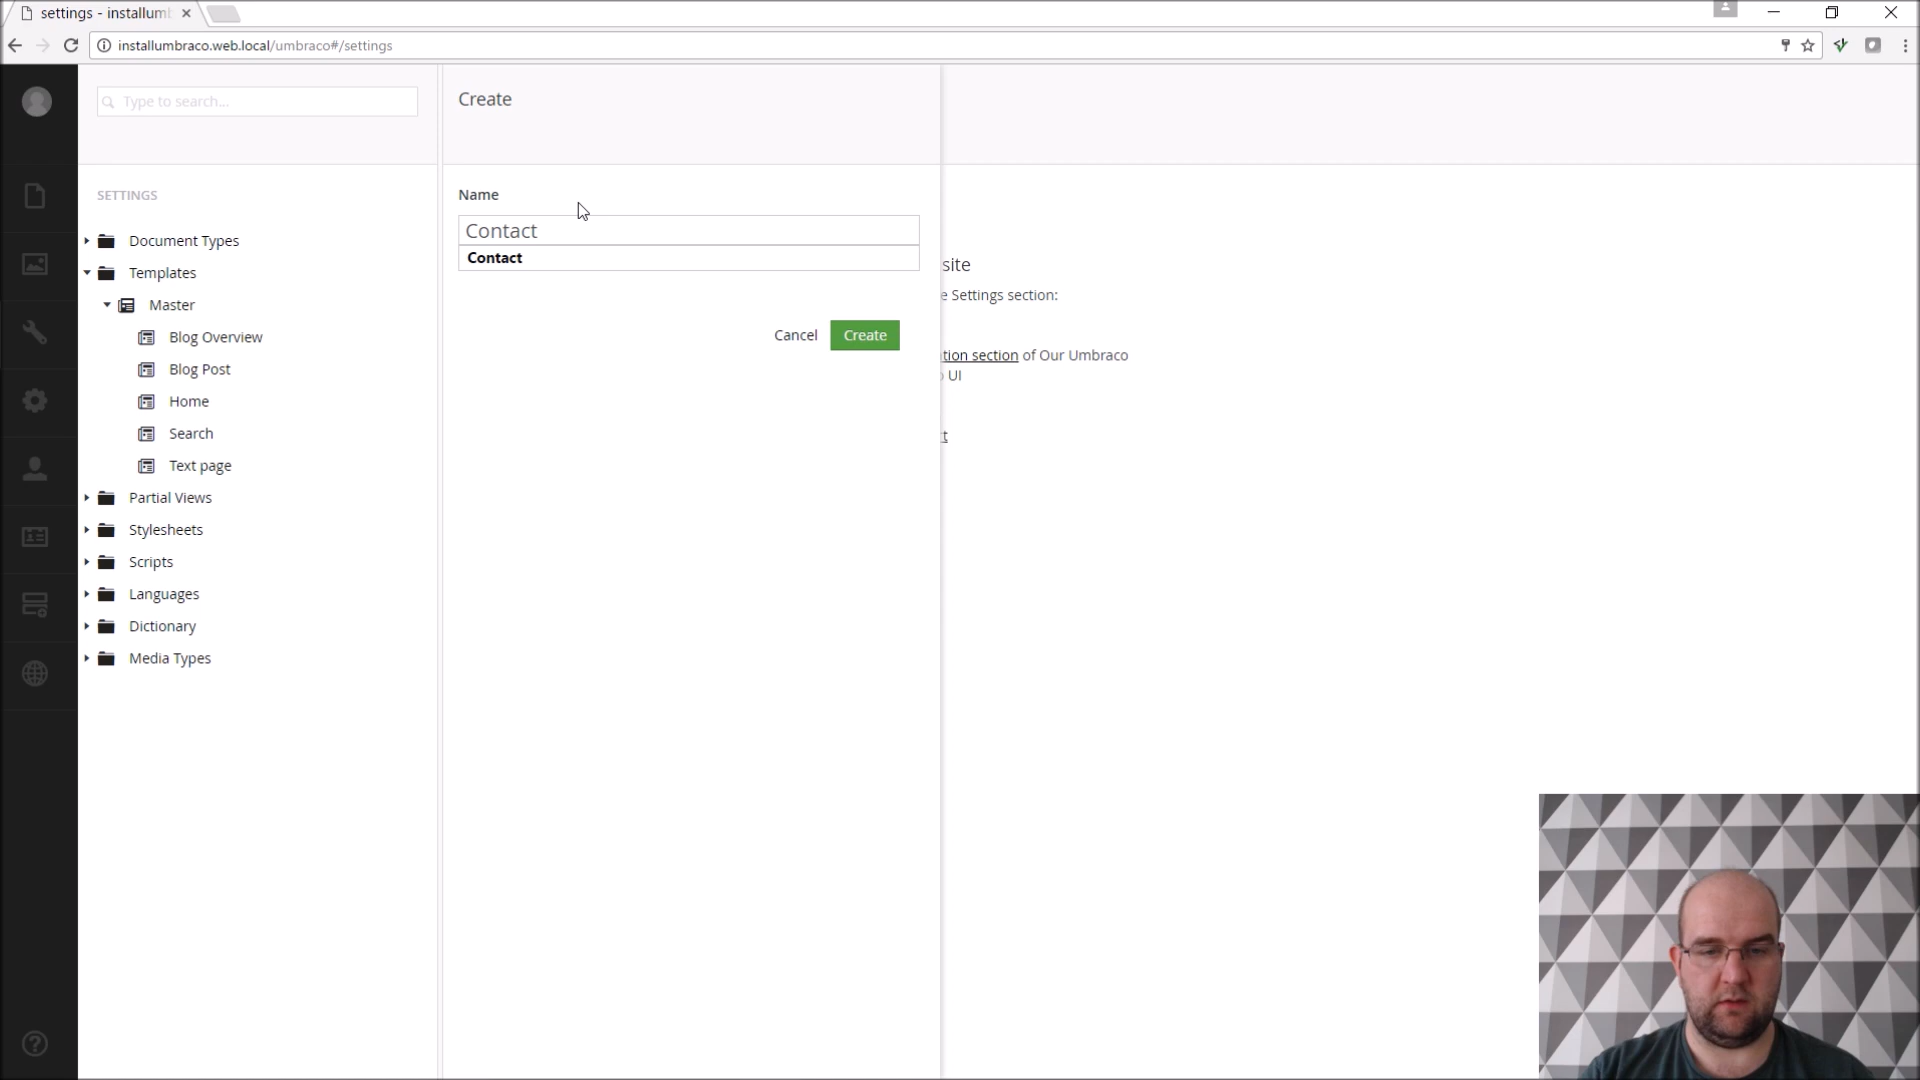 settings - installumb
installumbraco.web.local/umbraco#/settings
Type to search...
Create
SETTINGS
Document Types
Templates
Master
Blog Overview
Blog Post
Home
Search
Text page
Partial Views
Stylesheets
Scripts
Languages
Dictionary
Media Types
Name
Contact
Contact
Cancel
Create
site
e Settings section:
tion section of Our Umbraco
UI
t